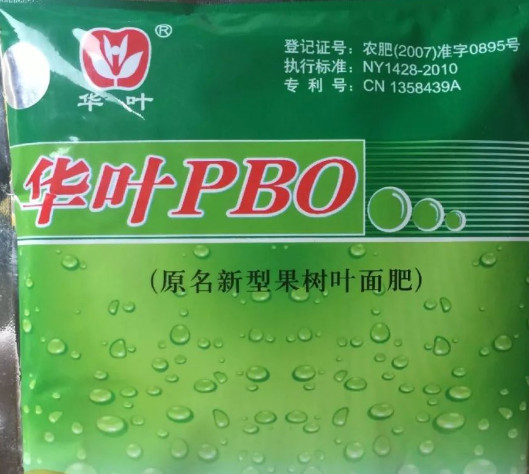 ®
华叶
登记证号：农肥(2007)准字0895号
执行标准：NY1428-2010
专 利 号：CN 1358439A
华叶PBO
(原名新型果树叶面肥)